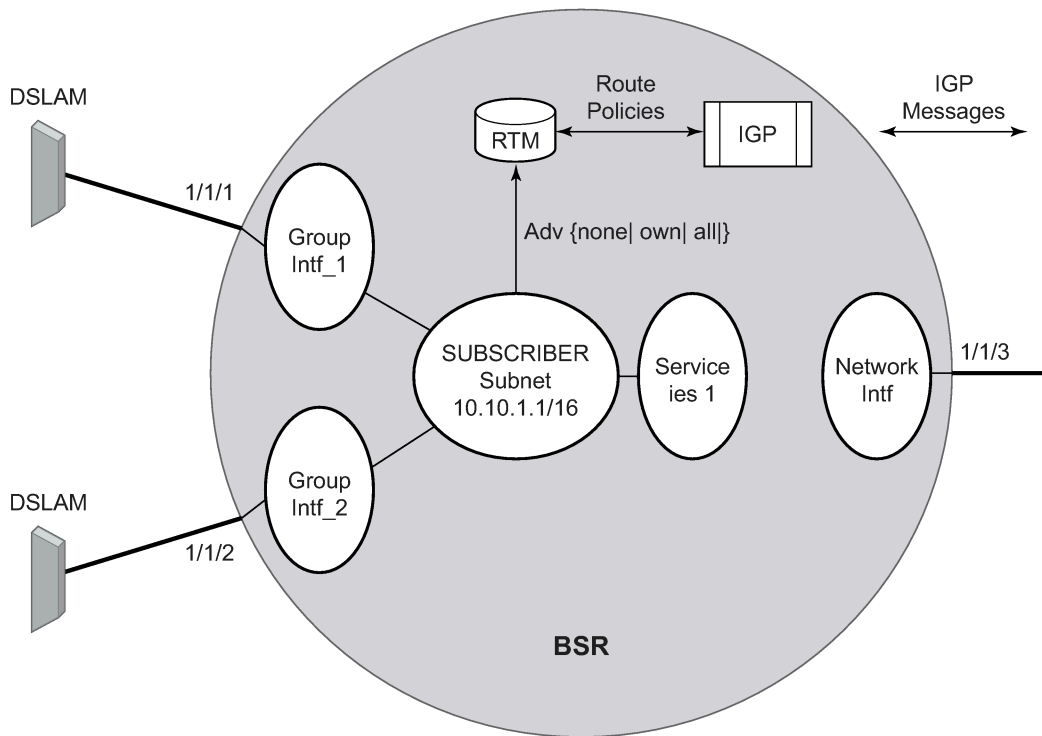 DSLAM
1/1/1
Group
Intf_1
RTM
Route
Policies
IGP
IGP
Messages
Adv {none| own| all|}
SUBSCRIBER
Subnet
10.10.1.1/16
Service
ies 1
Network
Intf
1/1/3
Group
Intf_2
DSLAM
1/1/2
BSR